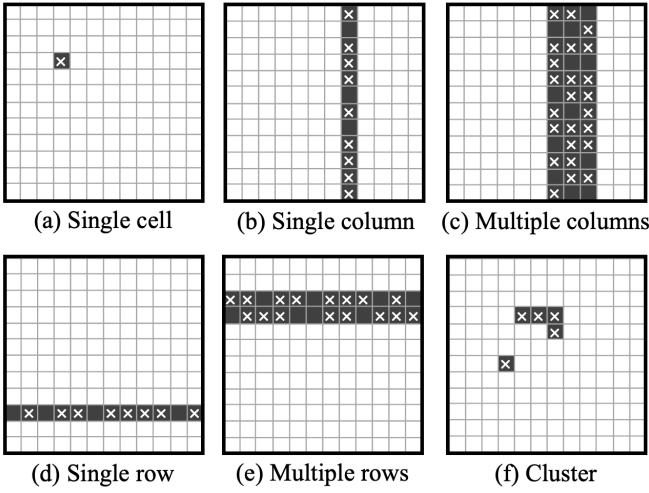 (a) Single cell
(b) Single column
(c) Multiple columns
(d) Single row
(e) Multiple rows
(f) Cluster